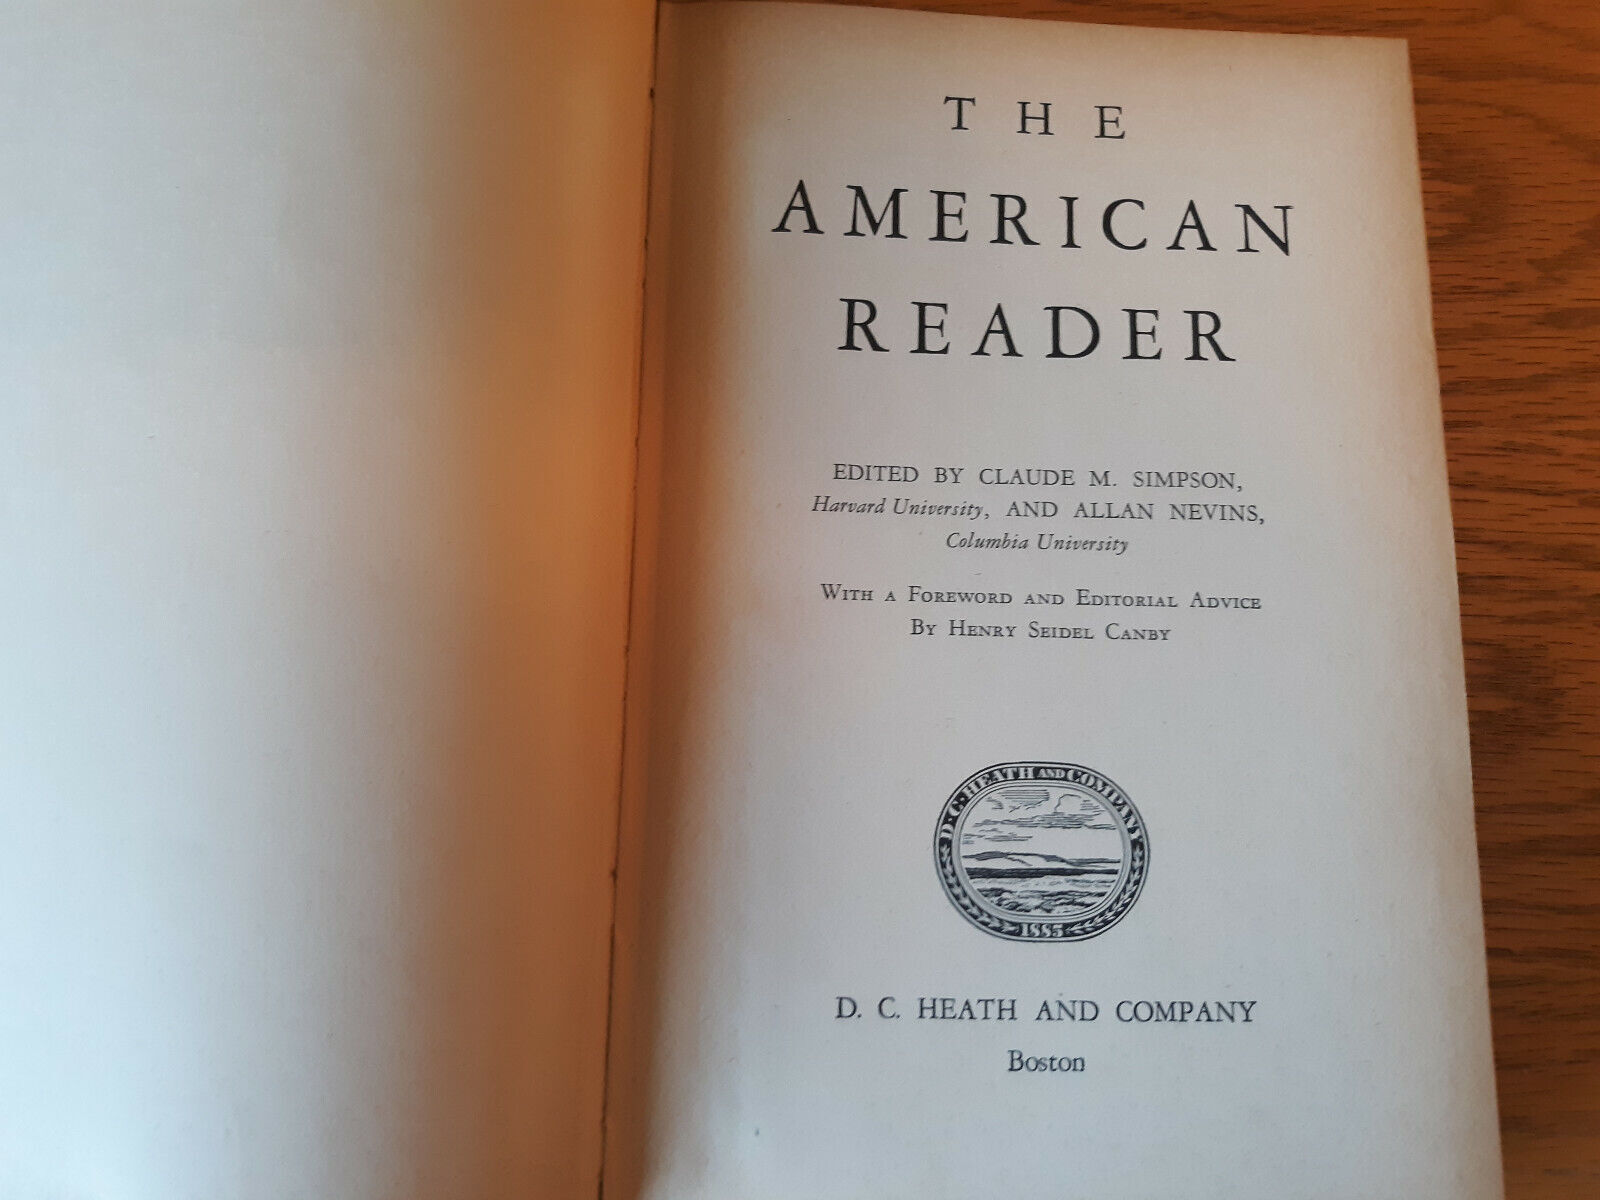 THE
AMERICAN
READER
EDITED BY CLAUDE M. SIMPSON,
Harvard University, AND ALLAN NEVINS,
Columbia University
WITH A FOREWORD AND EDITORIAL ADVICE
BY HENRY SEIDEL CANBY
D·C·HEATH AND COMPANY
1885
D. C. HEATH AND COMPANY
Boston